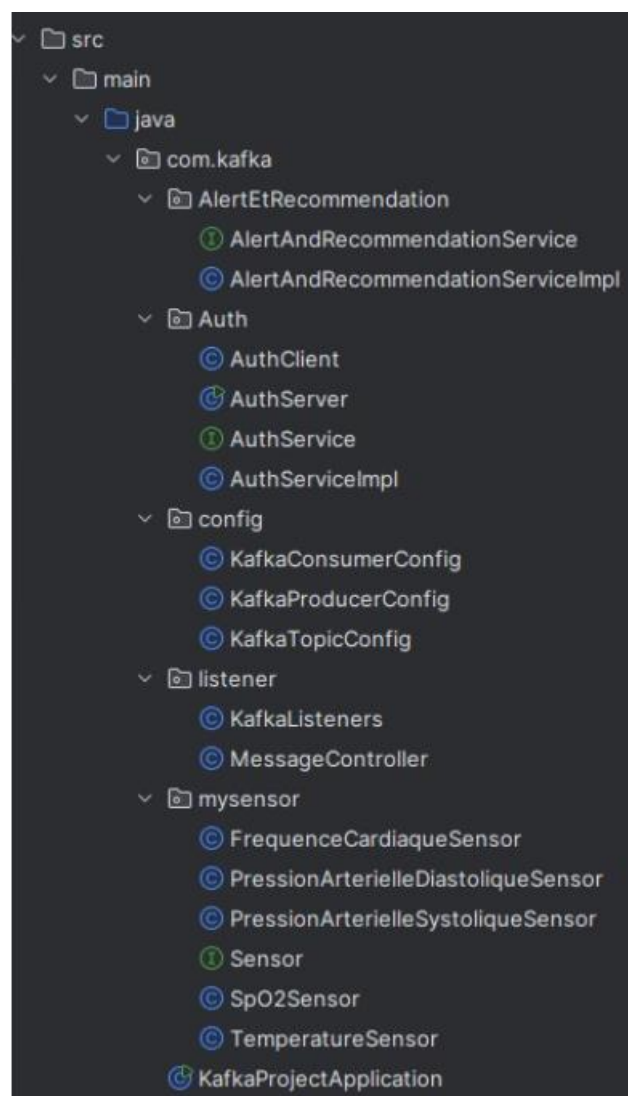 src
main
java
com.kafka
AlertEtRecommendation
AlertAndRecommendationService
AlertAndRecommendationServiceImpl
Auth
AuthClient
AuthServer
AuthService
AuthServiceImpl
config
KafkaConsumerConfig
KafkaProducerConfig
KafkaTopicConfig
listener
KafkaListeners
MessageController
mysensor
FrequenceCardiaqueSensor
PressionArterielleDiastoliqueSensor
PressionArterielleSystoliqueSensor
Sensor
SpO2Sensor
TemperatureSensor
KafkaProjectApplication